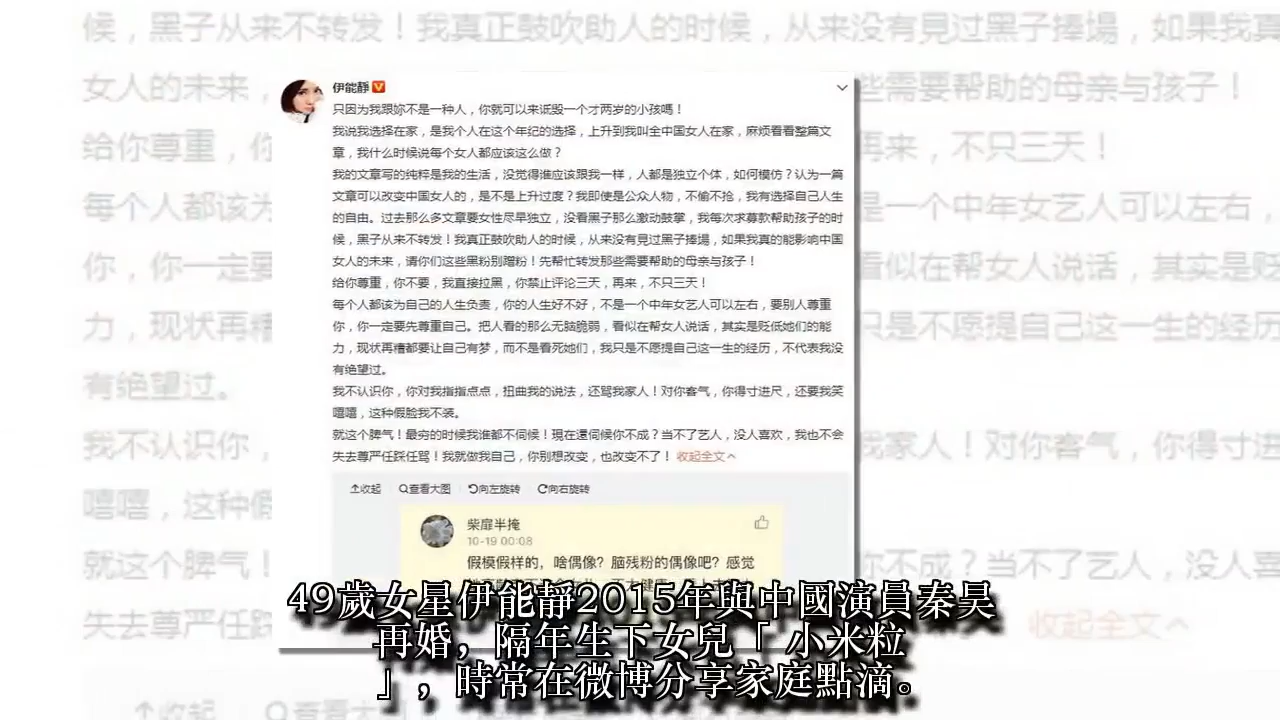 伊能靜
只因为我跟妳不是一种人，你就可以来诋毁一个才两岁的小孩嗎！
我说我选择在家，是我个人在这个年纪的选择，上升到我叫全中国女人在家，麻烦看看整篇文
章，我什么时候说每个女人都应该这么做？
我的文章写的纯粹是我的生活，没觉得谁应该跟我一样，人都是独立个体，如何模仿？认为一篇
文章可以改变中国女人的，是不是上升过度？我即使是公众人物，不偷不抢，我有选择自己人生
的自由。过去那么多文章要女性尽早独立，没看黑子那么激动鼓掌，我每次求募款帮助孩子的时
候，黑子从来不转发！我真正鼓吹助人的时候，从来没有見過黑子捧場，如果我真的能影响中国
女人的未来，请你们这些黑粉别蹭粉！先帮忙转发那些需要帮助的母亲与孩子！
给你尊重，你不要，我直接拉黑，你禁止评论三天，再来，不只三天！
每个人都该为自己的人生负责，你的人生好不好，不是一个中年女艺人可以左右，要别人尊重
你，你一定要先尊重自己。把人看的那么无脑脆弱，看似在帮女人说话，其实是贬低她们的能
力，现状再糟都要让自己有梦，而不是看死她们，我只是不愿提自己这一生的经历，不代表我没
有绝望过。
我不认识你，你对我指指点点，扭曲我的说法，还骂我家人！对你客气，你得寸进尺，还要我笑
嘻嘻，这种假脸我不装。
就这个脾气！最穷的时候我谁都不伺候！現在還伺候你不成？当不了艺人，没人喜欢，我也不会
失去尊严任踩任骂！我就做我自己，你别想改变，也改变不了！ 收起全文
收起 查看大图 向左旋转 向右旋转
柴扉半掩
10-19 00:08
假模假样的，啥偶像？脑残粉的偶像吧？感觉
49歲女星伊能靜2015年與中國演員秦昊
再婚，隔年生下女兒「 小米粒
」，時常在微博分享家庭點滴。